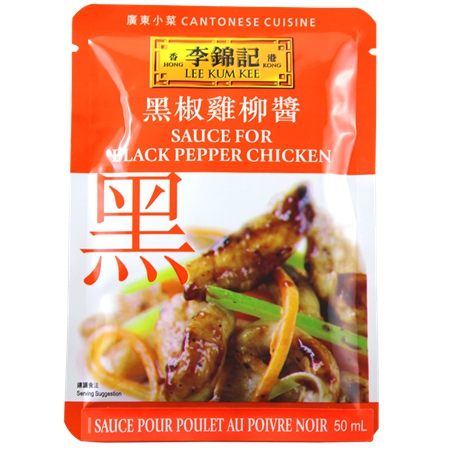 廣東小菜 CANTONESE CUISINE
香 李錦記 港
HONG LEE KUM KEE KONG
黑椒雞柳醬
SAUCE FOR
BLACK PEPPER CHICKEN
黑
建議食法
Serving Suggestion
SAUCE POUR POULET AU POIVRE NOIR 50 mL